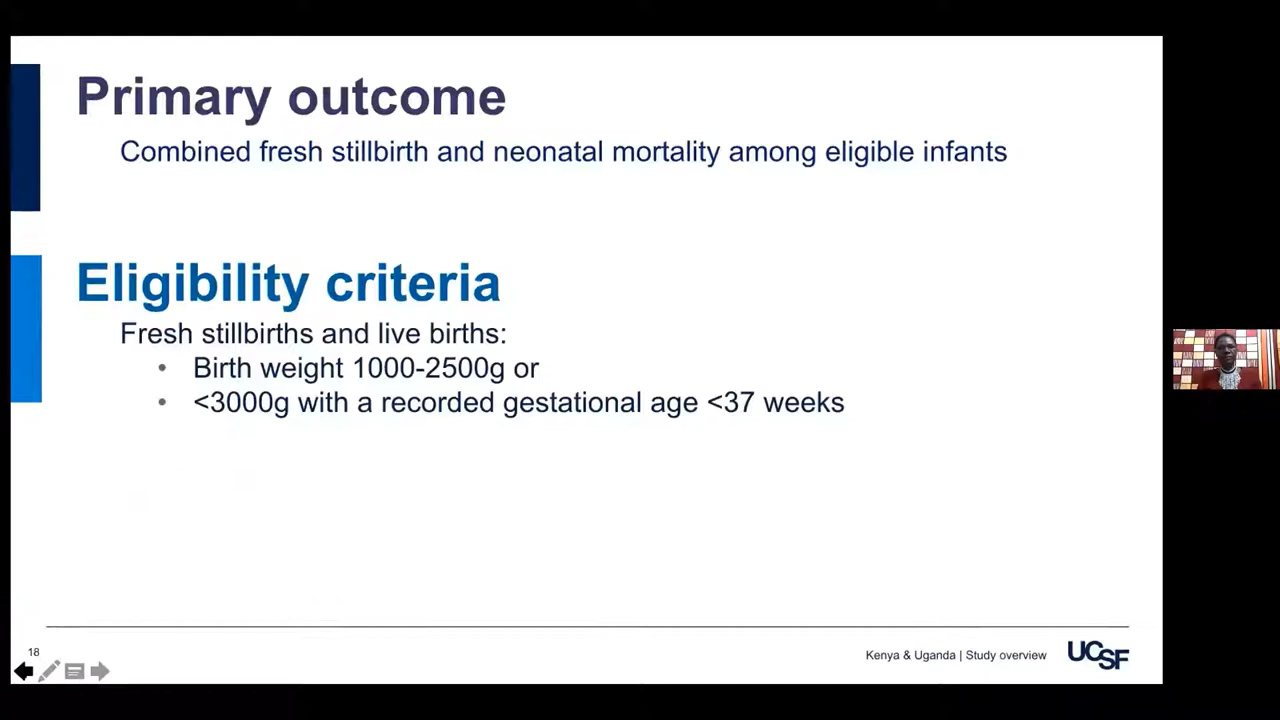 Primary outcome
Combined fresh stillbirth and neonatal mortality among eligible infants
Eligibility criteria
Fresh stillbirths and live births:
• Birth weight 1000-2500g or
• <3000g with a recorded gestational age <37 weeks
18
Kenya & Uganda | Study overview
UCSF